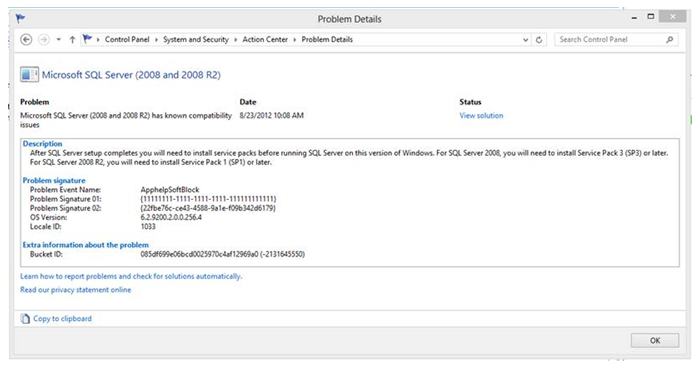 Problem Details
Control Panel ▸ System and Security ▸ Action Center ▸ Problem Details
Search Control Panel
Microsoft SQL Server (2008 and 2008 R2)
Problem Date Status
Microsoft SQL Server (2008 and 2008 R2) has known compatibility issues 8/23/2012 10:08 AM View solution
Description
After SQL Server setup completes you will need to install service packs before running SQL Server on this version of Windows. For SQL Server 2008, you will need to install Service Pack 3 (SP3) or later.
For SQL Server 2008 R2, you will need to install Service Pack 1 (SP1) or later.
Problem signature
Problem Event Name: ApphelpSoftBlock
Problem Signature 01: {11111111-1111-1111-1111-111111111111}
Problem Signature 02: {22fbe76c-ce43-4588-9a1e-f09b342d6179}
OS Version: 6.2.9200.2.0.0.256.4
Locale ID: 1033
Extra information about the problem
Bucket ID: 085df699e06bcd0025970c4af12969a0 (-2131645550)
Learn how to report problems and check for solutions automatically.
Read our privacy statement online
Copy to clipboard
OK